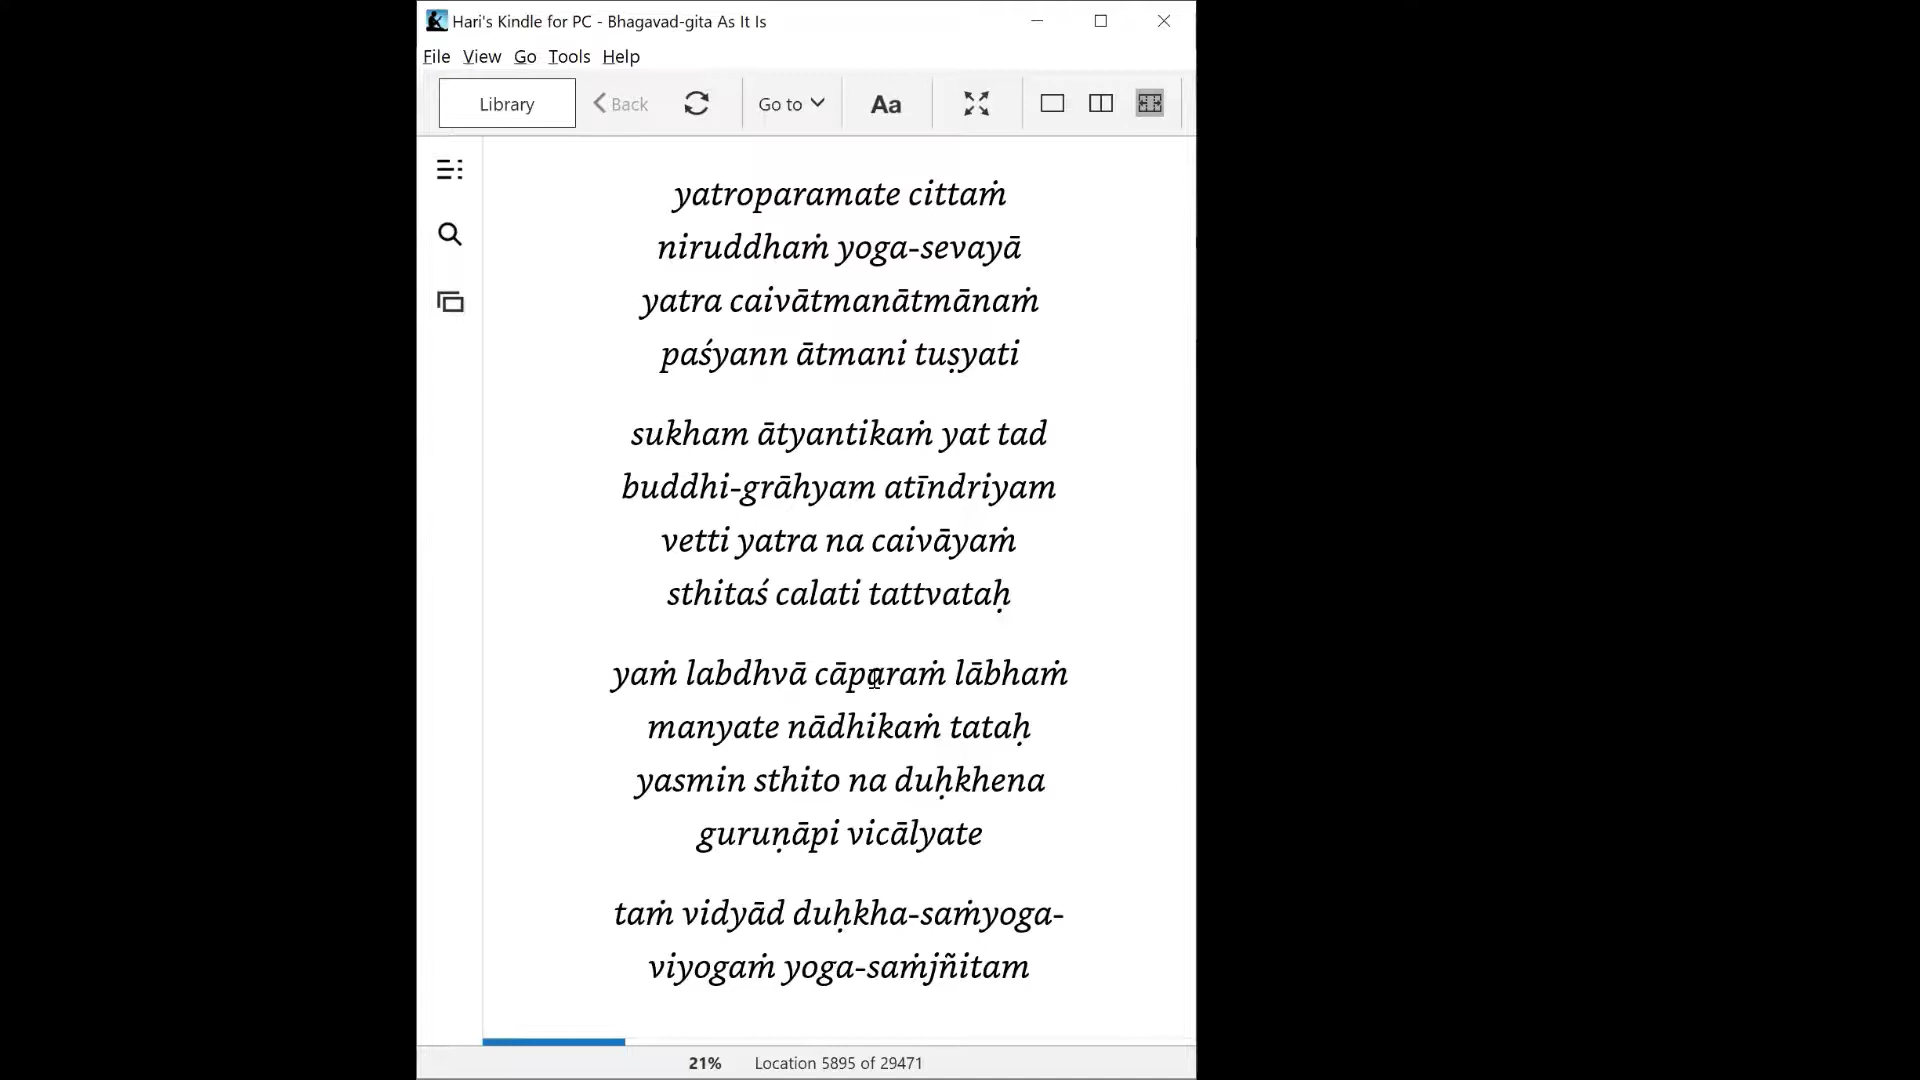 Hari's Kindle for PC - Bhagavad-gita As It Is
File View Go Tools Help
Library Back Go to Aa
yatroparamate cittaṁ
niruddhaṁ yoga-sevayā
yatra caivātmanātmānaṁ
paśyann ātmani tuṣyati
sukham ātyantikaṁ yat tad
buddhi-grāhyam atīndriyam
vetti yatra na caivāyaṁ
sthitaś calati tattvataḥ
yaṁ labdhvā cāparaṁ lābhaṁ
manyate nādhikaṁ tataḥ
yasmin sthito na duḥkhena
guruṇāpi vicālyate
taṁ vidyād duḥkha-saṁyoga-
viyogaṁ yoga-saṁjñitam
21% Location 5895 of 29471